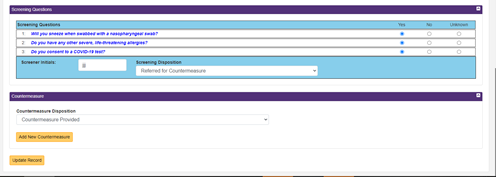 Screening Questions
Screening Questions Yes No Unknown
1 Will you sneeze when swabbed with a nasopharyngeal swab?
2 Do you have any other severe, life-threatening allergies?
3 Do you consent to a COVID-19 test?
Screener Initials: Screening Disposition
Referred for Countermeasure
Countermeasure
Countermeasure Disposition
Countermeasure Provided
Add New Countermeasure
Update Record